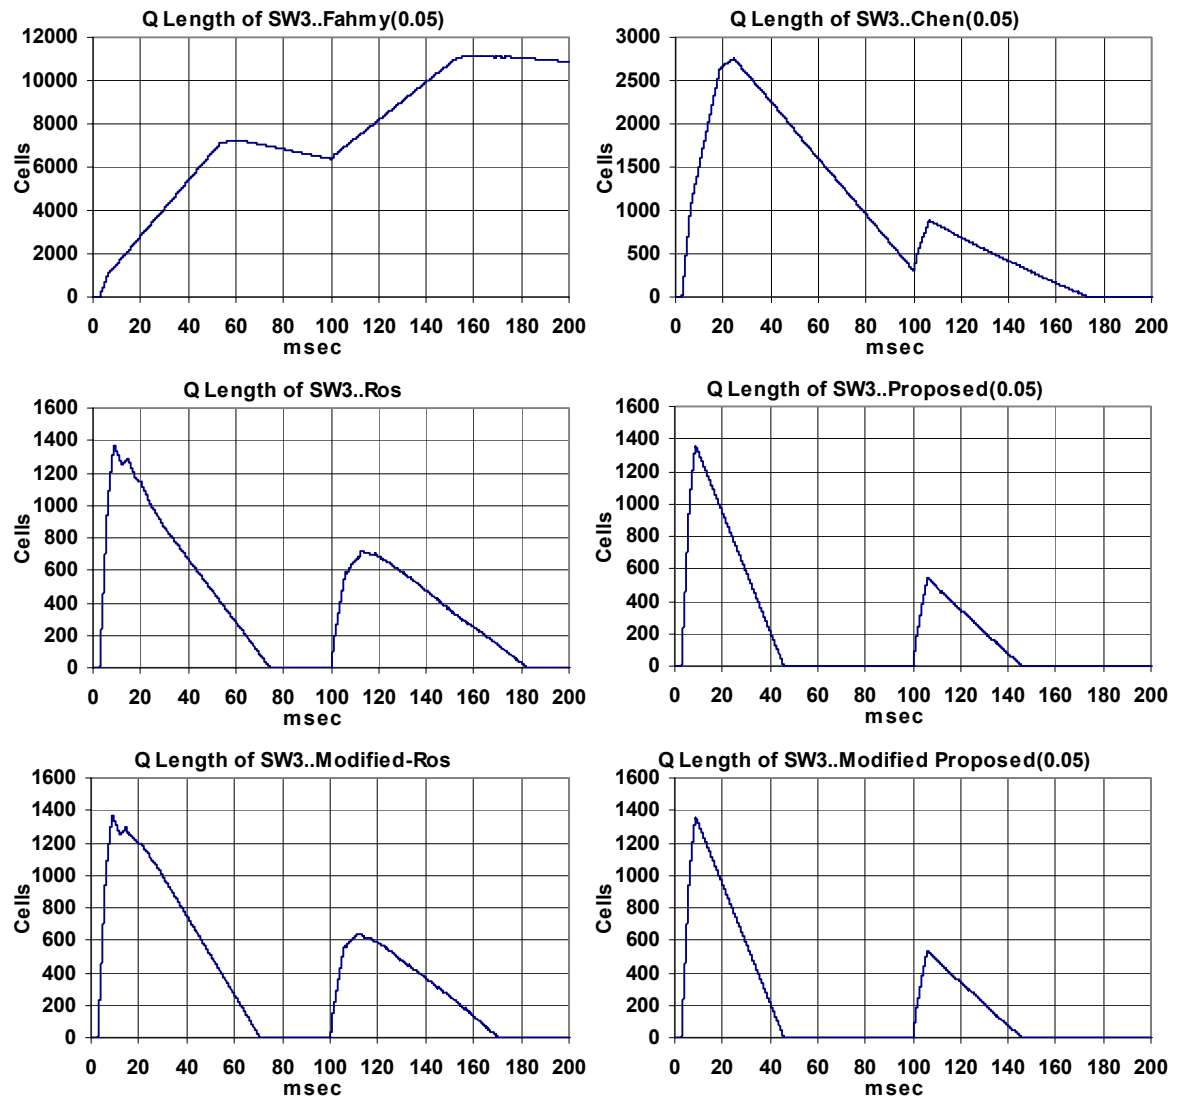 Q Length of SW3..Fahmy(0.05)
12000
10000
8000
6000
4000
2000
0
Cells
0 20 40 60 80 100 120 140 160 180 200
msec
Q Length of SW3..Chen(0.05)
3000
2500
2000
1500
1000
500
0
Cells
0 20 40 60 80 100 120 140 160 180 200
msec
Q Length of SW3..Ros
1600
1400
1200
1000
800
600
400
200
0
Cells
0 20 40 60 80 100 120 140 160 180 200
msec
Q Length of SW3..Proposed(0.05)
1600
1400
1200
1000
800
600
400
200
0
Cells
0 20 40 60 80 100 120 140 160 180 200
msec
Q Length of SW3..Modified-Ros
1600
1400
1200
1000
800
600
400
200
0
Cells
0 20 40 60 80 100 120 140 160 180 200
msec
Q Length of SW3..Modified Proposed(0.05)
1600
1400
1200
1000
800
600
400
200
0
Cells
0 20 40 60 80 100 120 140 160 180 200
msec